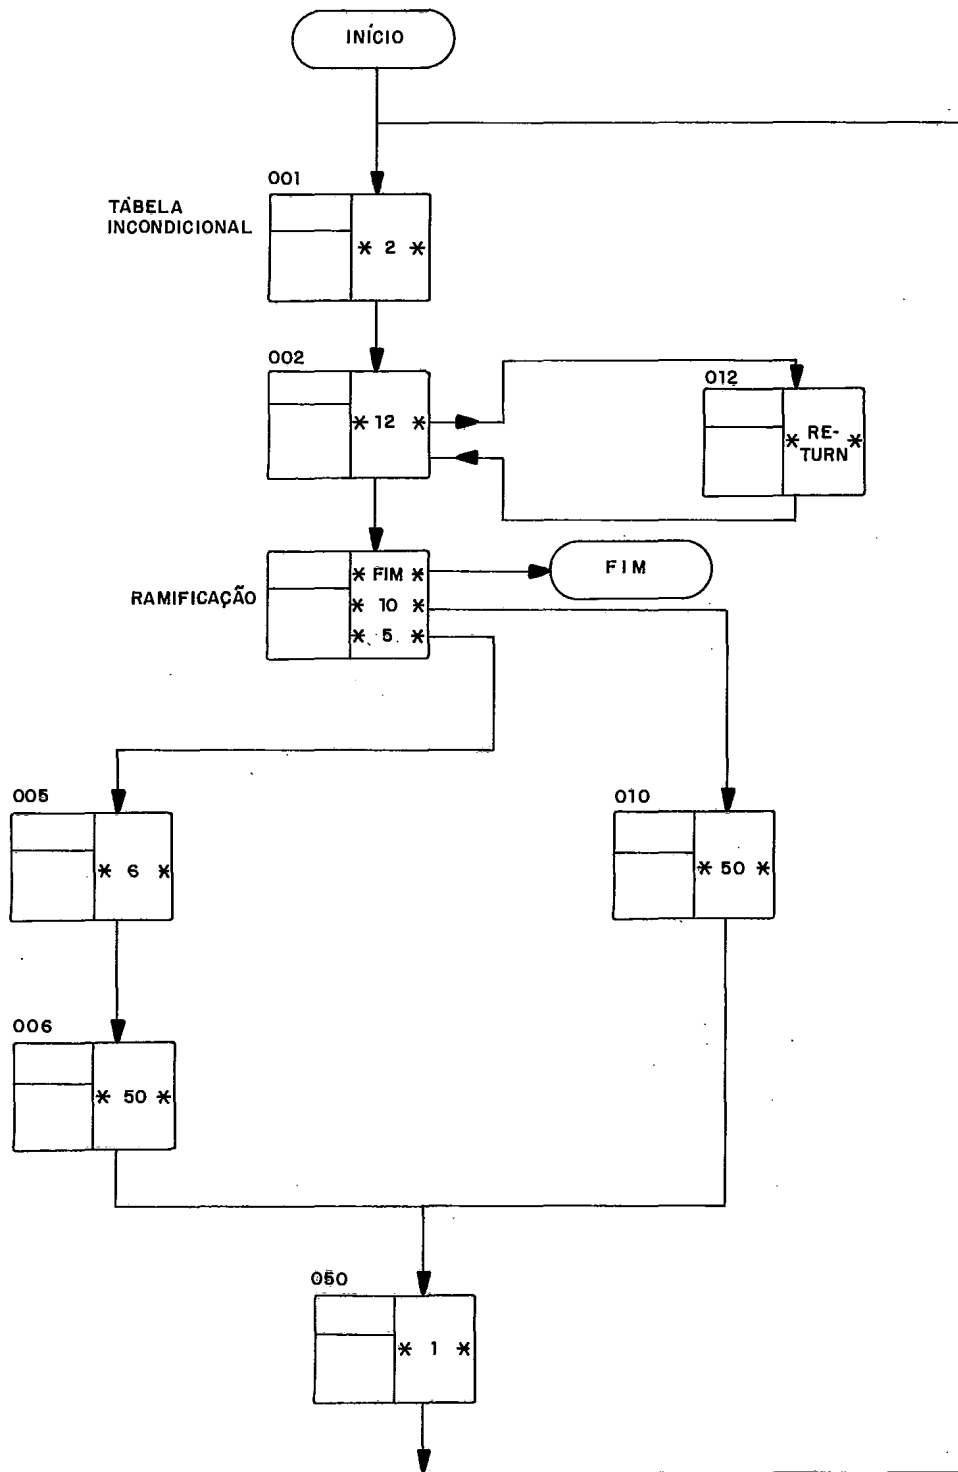 INÍCIO
001
TABELA
INCONDICIONAL
* 2 *
002
* 12 *
012
* RE- *
TURN
RAMIFICAÇÃO
* FIM *
* 10 *
* 5 *
FIM
005
* 6 *
010
* 50 *
006
* 50 *
050
* 1 *